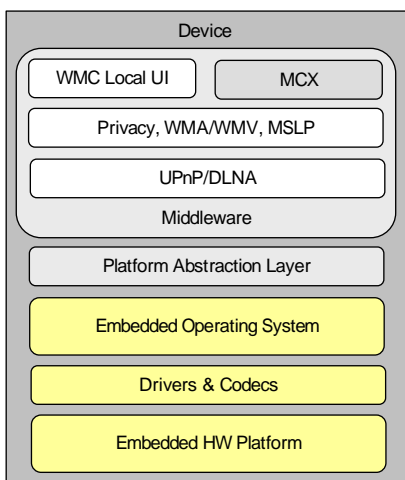 Device
WMC Local UI
MCX
Privacy, WMA/WMV, MSLP
UPnP/DLNA
Middleware
Platform Abstraction Layer
Embedded Operating System
Drivers & Codecs
Embedded HW Platform